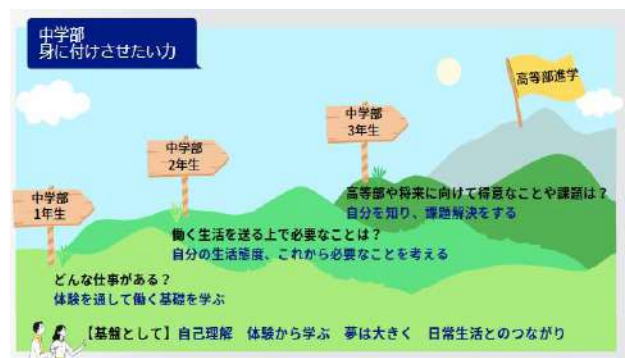 中学部
身に付けさせたい力
高等部進学
中学部
3年生
中学部
2年生
中学部
1年生
高等部や将来に向けて得意なことや課題は？
自分を知り、課題解決をする
働く生活を送る上で必要なことは？
自分の生活態度、これから必要なことを考える
どんな仕事がある？
体験を通して働く基礎を学ぶ
【基盤として】自己理解　体験から学ぶ　夢は大きく　日常生活とのつながり